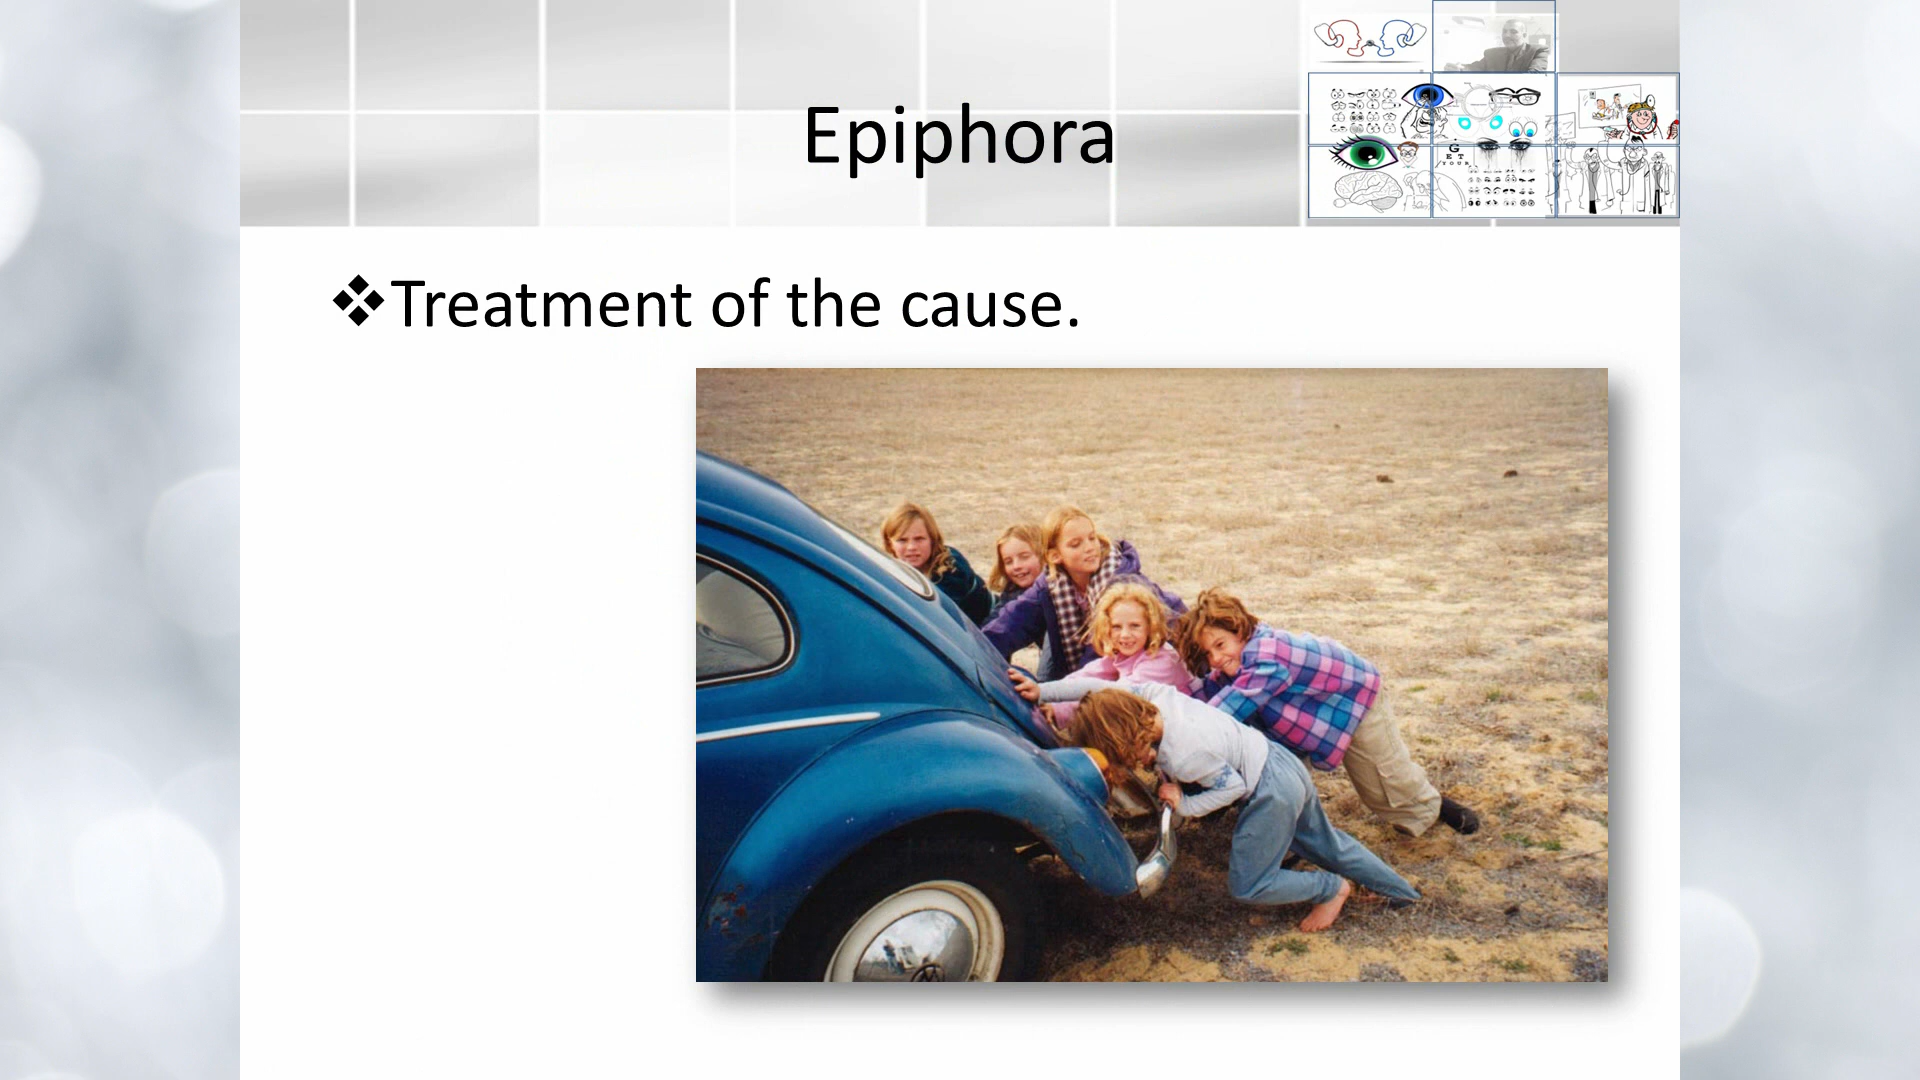 Epiphora
G
E T
Y O U R
❖Treatment of the cause.